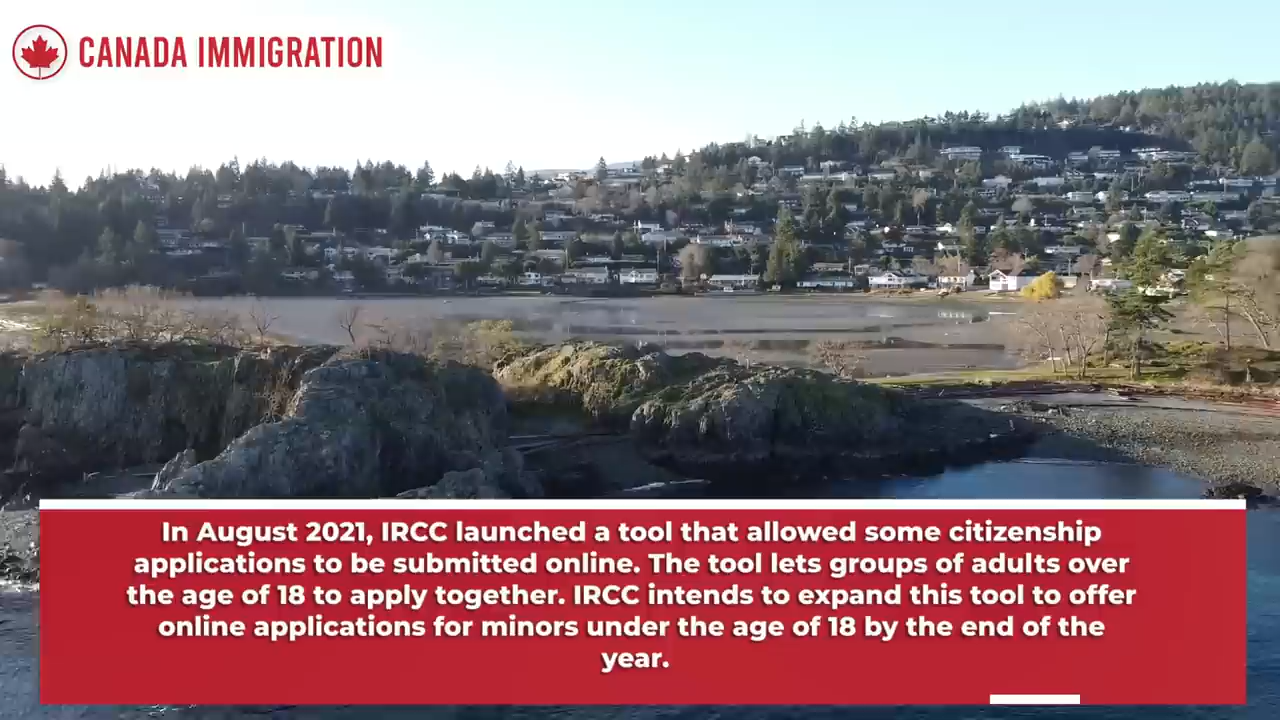 CANADA IMMIGRATION
In August 2021, IRCC launched a tool that allowed some citizenship
applications to be submitted online. The tool lets groups of adults over
the age of 18 to apply together. IRCC intends to expand this tool to offer
online applications for minors under the age of 18 by the end of the
year.